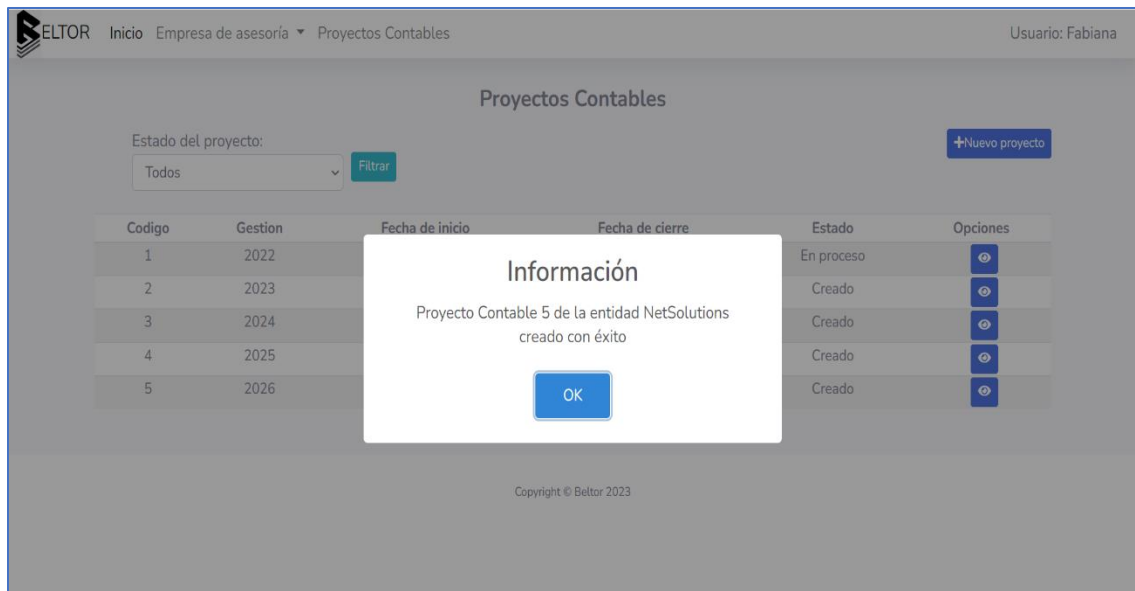 BELTOR Inicio Empresa de asesoría Proyectos Contables Usuario: Fabiana
Proyectos Contables
Estado del proyecto:
+Nuevo proyecto
Todos Filtrar
Codigo Gestion Fecha de inicio Fecha de cierre Estado Opciones
1 2022 En proceso
2 2023 Creado
3 2024 Creado
4 2025 Creado
5 2026 Creado
Información
Proyecto Contable 5 de la entidad NetSolutions
creado con éxito
OK
Copyright © Beltor 2023